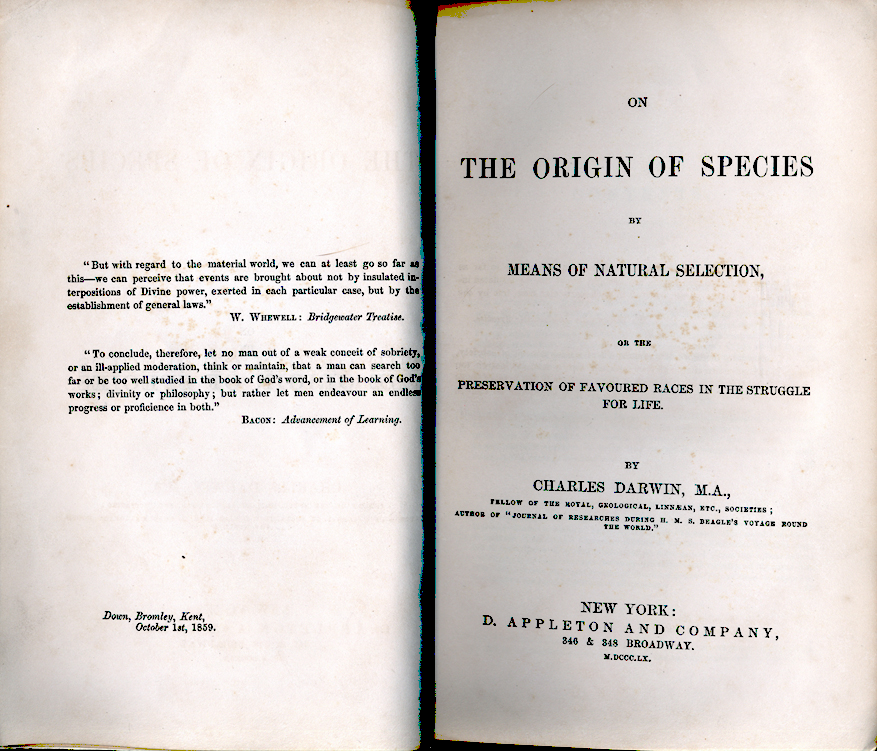 "But with regard to the material world, we can at least go so far as
this—we can perceive that events are brought about not by insulated in-
terpositions of Divine power, exerted in each particular case, but by the
establishment of general laws."
W. WHEWELL: Bridgewater Treatise.
"To conclude, therefore, let no man out of a weak conceit of sobriety,
or an ill-applied moderation, think or maintain, that a man can search too
far or be too well studied in the book of God's word, or in the book of God's
works; divinity or philosophy; but rather let men endeavour an endless
progress or proficience in both."
BACON: Advancement of Learning.
Down, Bromley, Kent,
October 1st, 1859.
ON
THE ORIGIN OF SPECIES
BY
MEANS OF NATURAL SELECTION,
OR THE
PRESERVATION OF FAVOURED RACES IN THE STRUGGLE
FOR LIFE.
BY
CHARLES DARWIN, M.A.,
FELLOW OF THE ROYAL, GEOLOGICAL, LINNÆAN, ETC., SOCIETIES;
AUTHOR OF "JOURNAL OF RESEARCHES DURING H. M. S. BEAGLE'S VOYAGE ROUND
THE WORLD."
NEW YORK:
D. APPLETON AND COMPANY,
346 & 348 BROADWAY.
M.DCCC.LX.